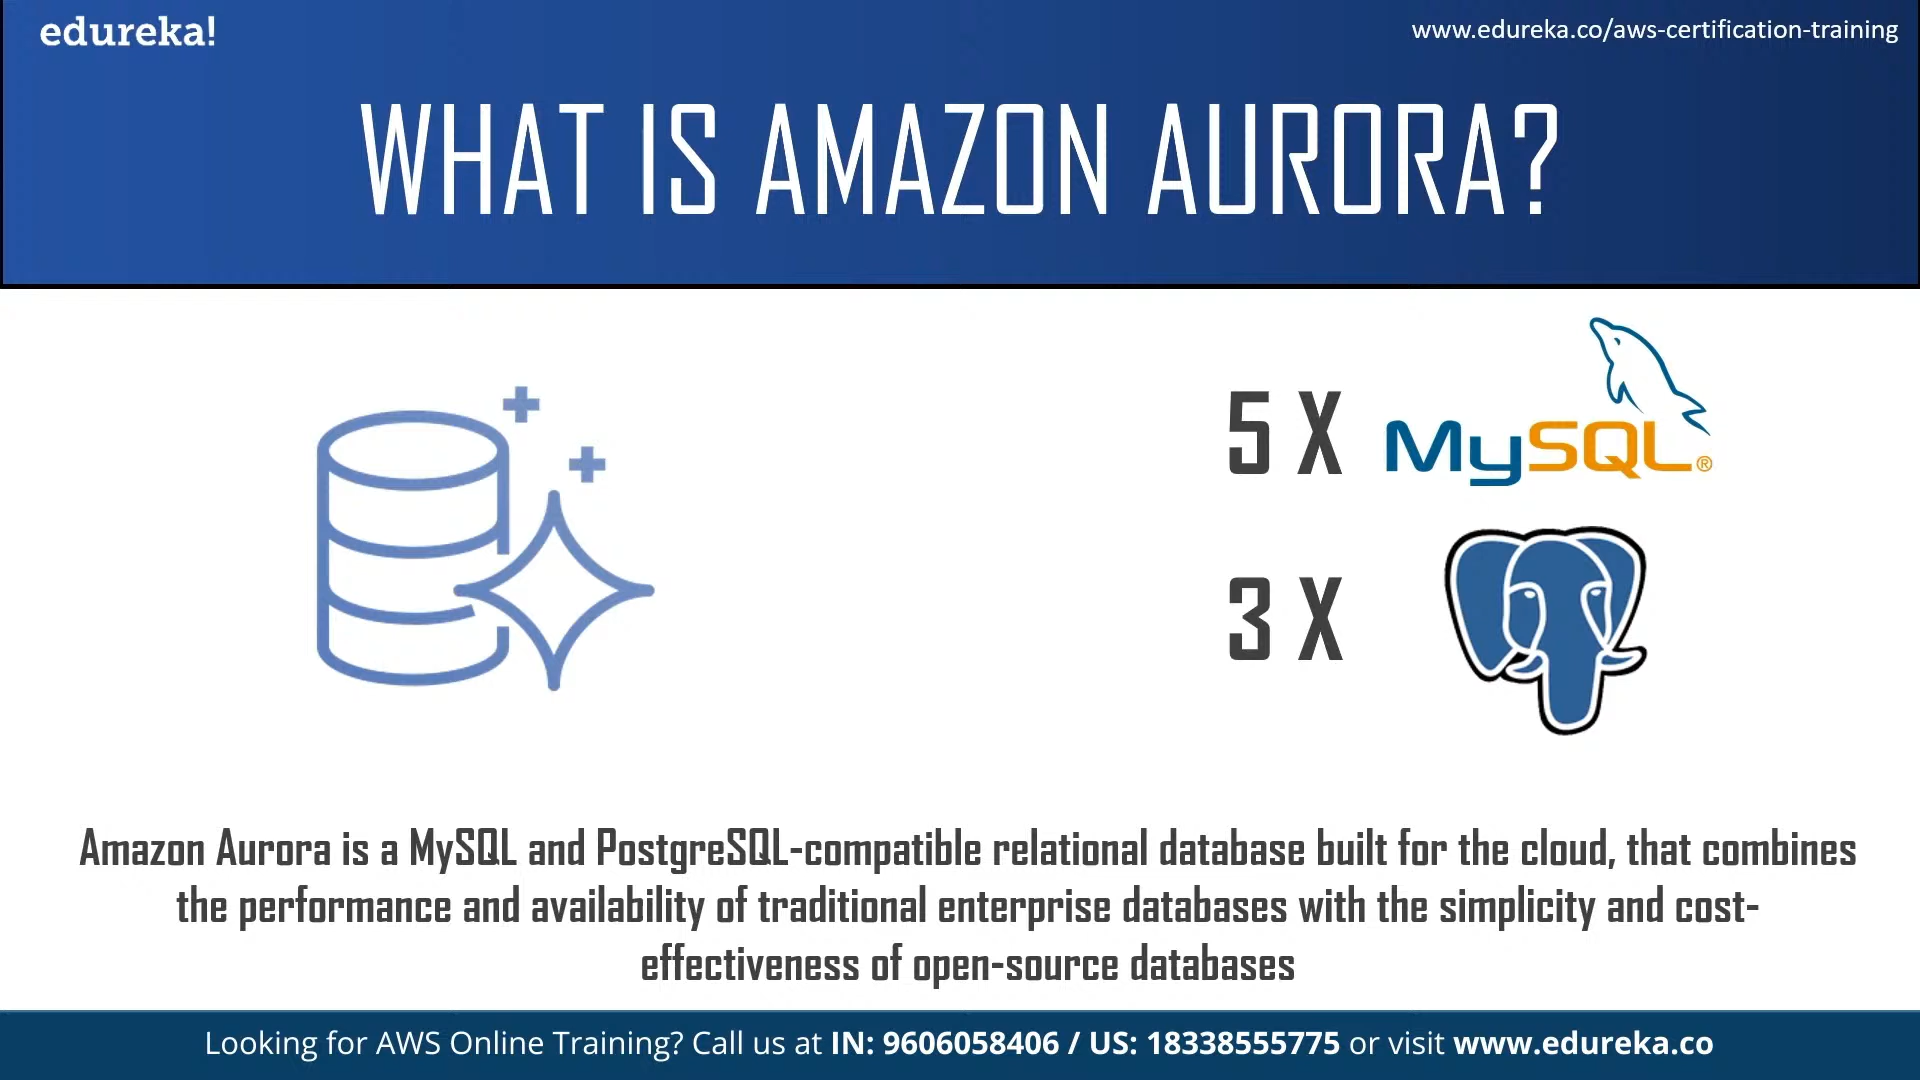 edureka!
www.edureka.co/aws-certification-training
WHAT IS AMAZON AURORA?
5 X MySQL®
3 X
Amazon Aurora is a MySQL and PostgreSQL-compatible relational database built for the cloud, that combines
the performance and availability of traditional enterprise databases with the simplicity and cost-
effectiveness of open-source databases
Looking for AWS Online Training? Call us at IN: 9606058406 / US: 18338555775 or visit www.edureka.co